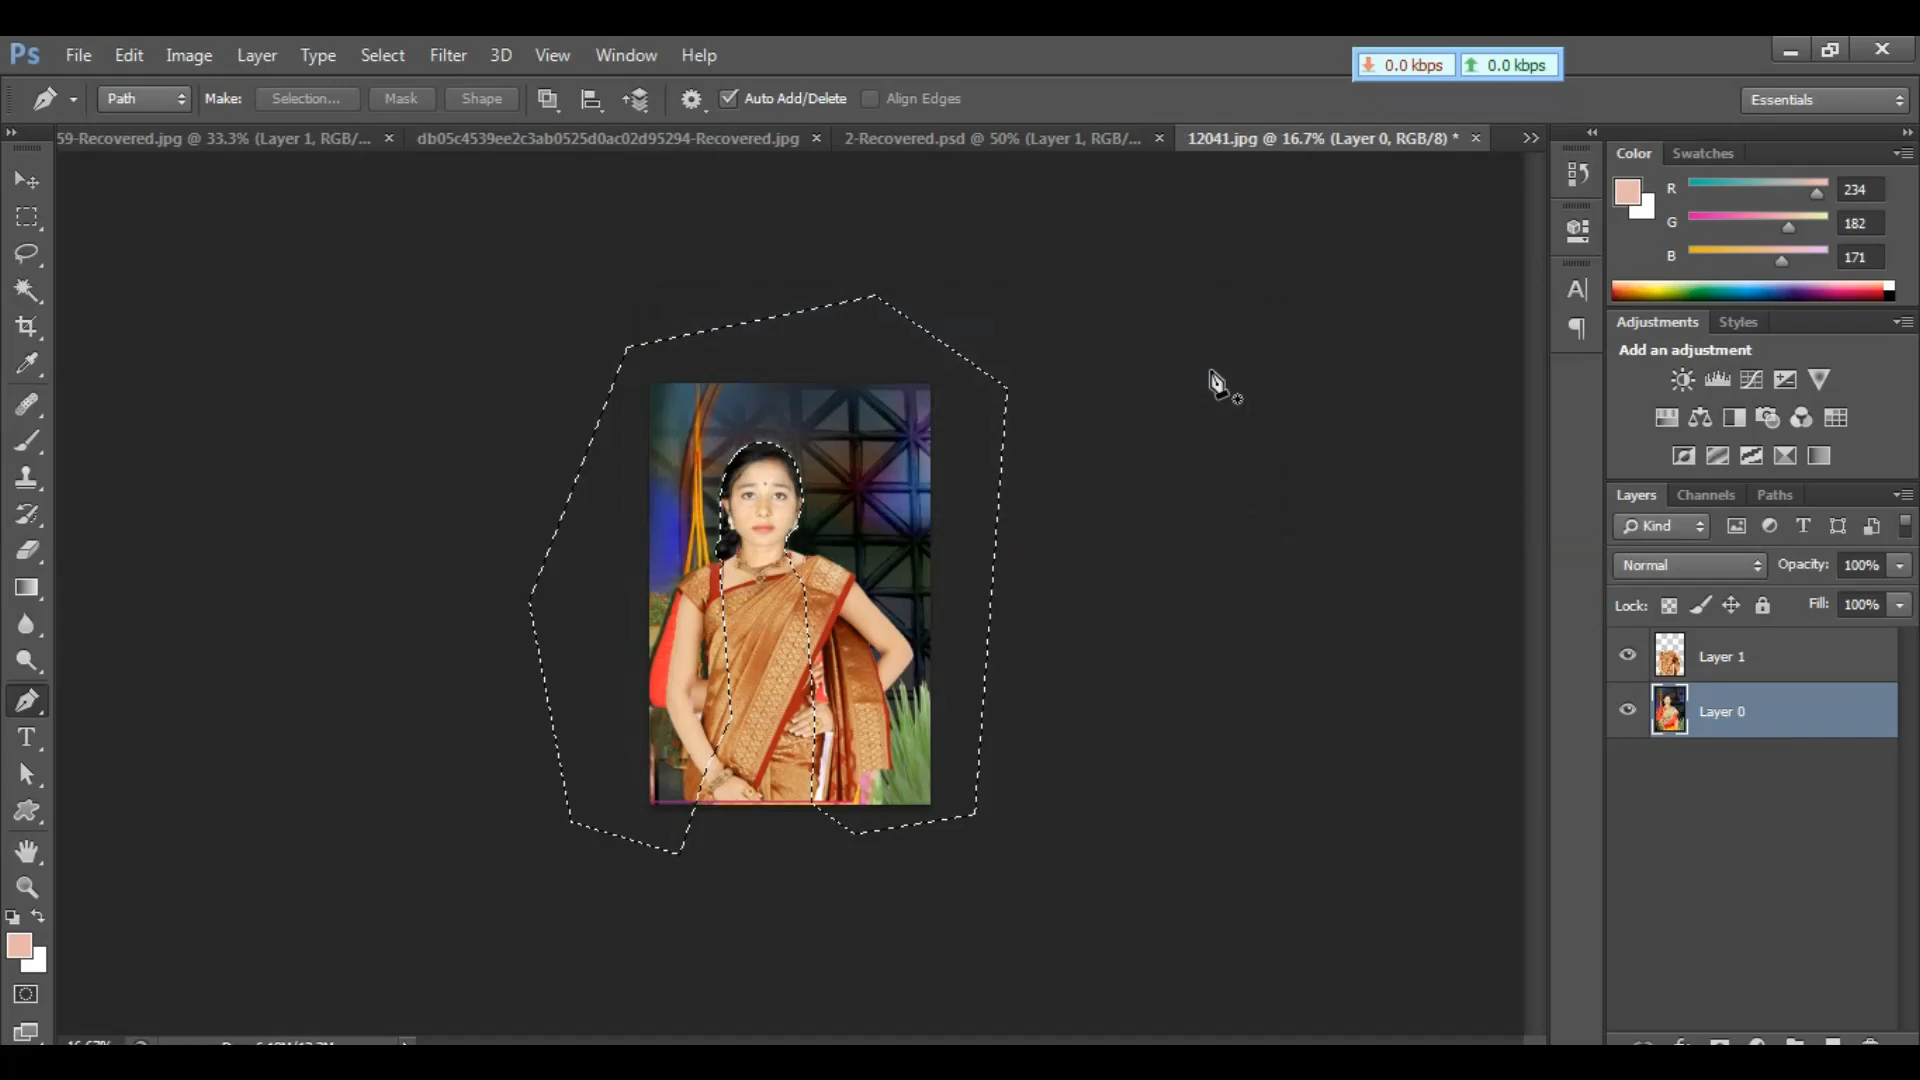 Ps File Edit Image Layer Type Select Filter 3D View Window Help
0.0 kbps 0.0 kbps
Path Make: Selection... Mask Shape Auto Add/Delete Align Edges Essentials
59-Recovered.jpg @ 33.3% (Layer 1, RGB/... × db05c4539ee2c3ab0525d0ac02d95294-Recovered.jpg × 2-Recovered.psd @ 50% (Layer 1, RGB/... × 12041.jpg @ 16.7% (Layer 0, RGB/8) * ×
Color Swatches
R 234
G 182
B 171
Adjustments Styles
Add an adjustment
Layers Channels Paths
Kind
Normal Opacity: 100%
Lock: Fill: 100%
Layer 1
Layer 0